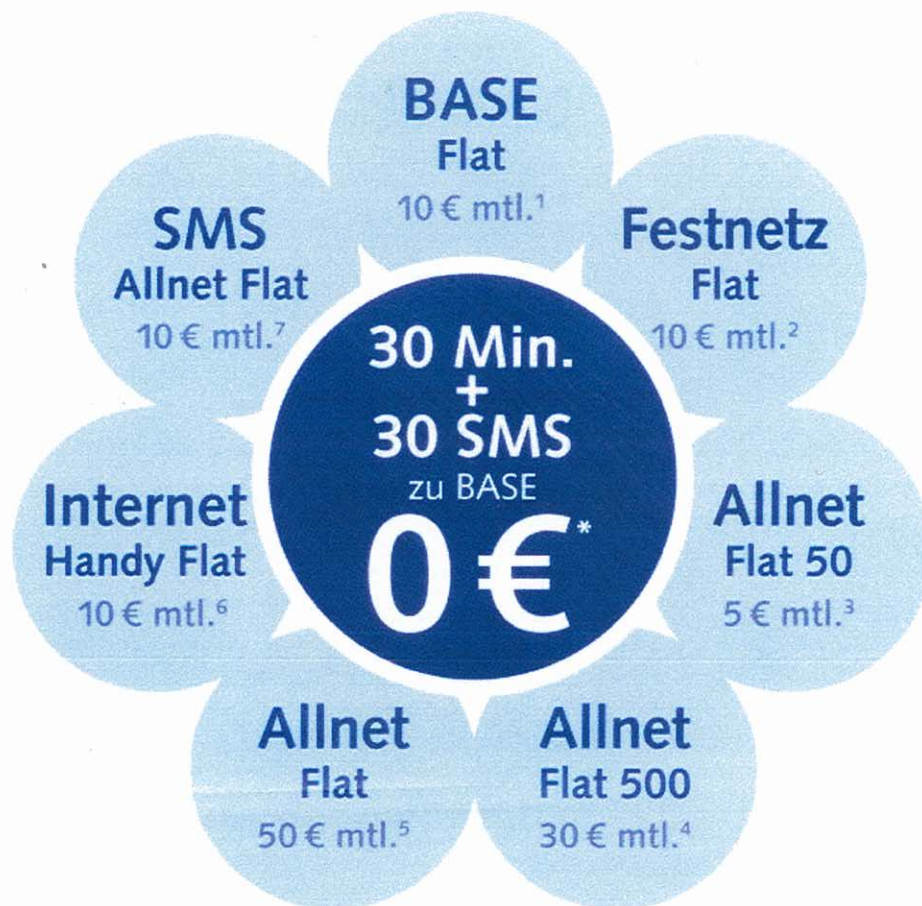 BASE
Flat
10 € mtl.¹
Festnetz
Flat
10 € mtl.²
Allnet
Flat 50
5 € mtl.³
Allnet
Flat 500
30 € mtl.⁴
Allnet
Flat
50 € mtl.⁵
Internet
Handy Flat
10 € mtl.⁶
SMS
Allnet Flat
10 € mtl.⁷
30 Min.
+
30 SMS
zu BASE
0 €*